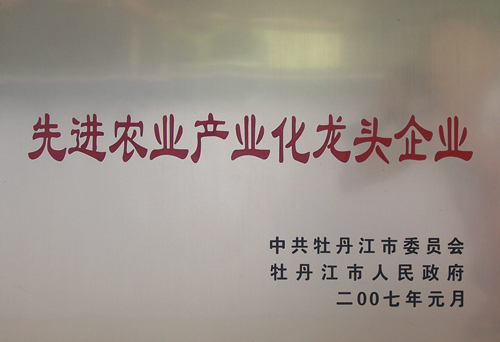 先进农业产业化龙头企业
中共牡丹江市委员会
牡丹江市人民政府
二00七年元月